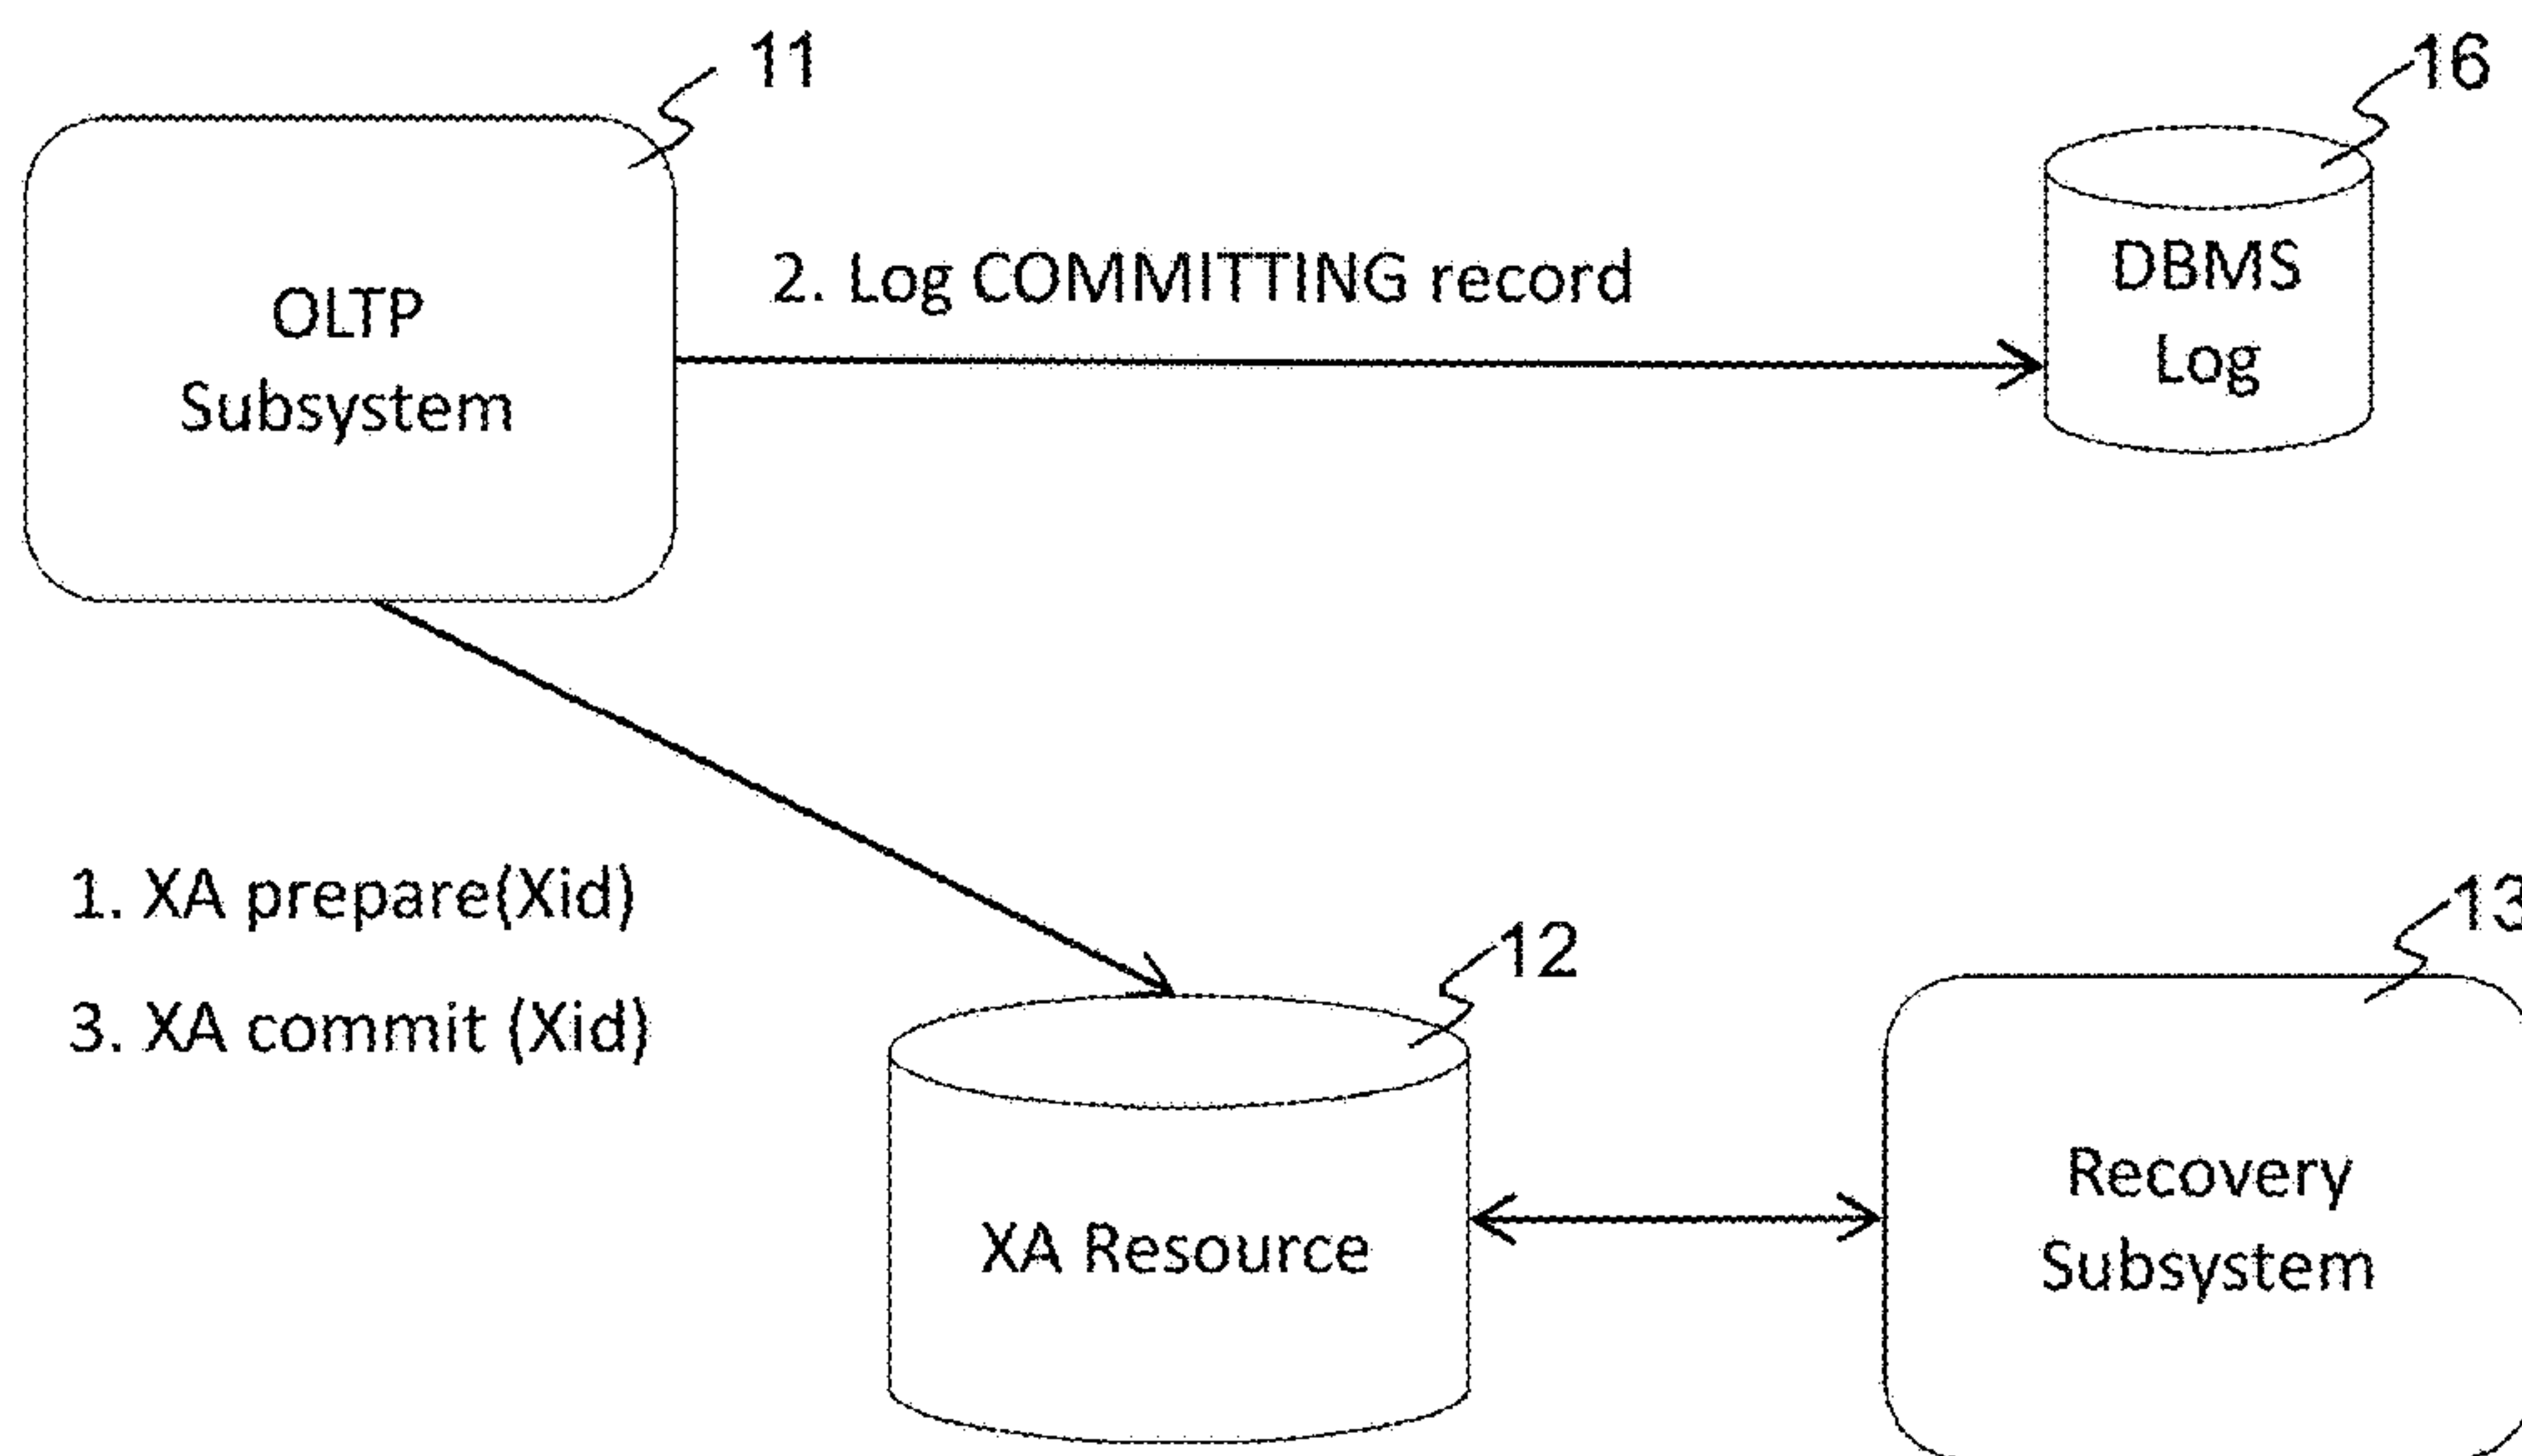 11
16
OLTP
Subsystem
2. Log COMMITTING record
DBMS
Log
1. XA prepare(Xid)
3. XA commit (Xid)
12
13
XA Resource
Recovery
Subsystem